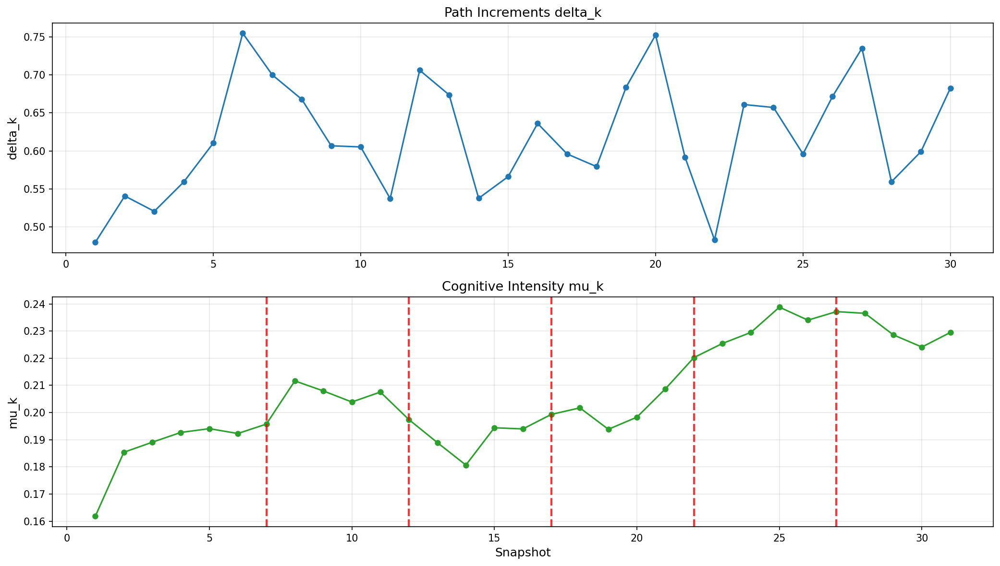 Path Increments delta_k
0.75
0.70
0.65
0.60
0.55
0.50
delta_k
0 5 10 15 20 25 30
Cognitive Intensity mu_k
0.24
0.23
0.22
0.21
0.20
0.19
0.18
0.17
0.16
mu_k
0 5 10 15 20 25 30
Snapshot